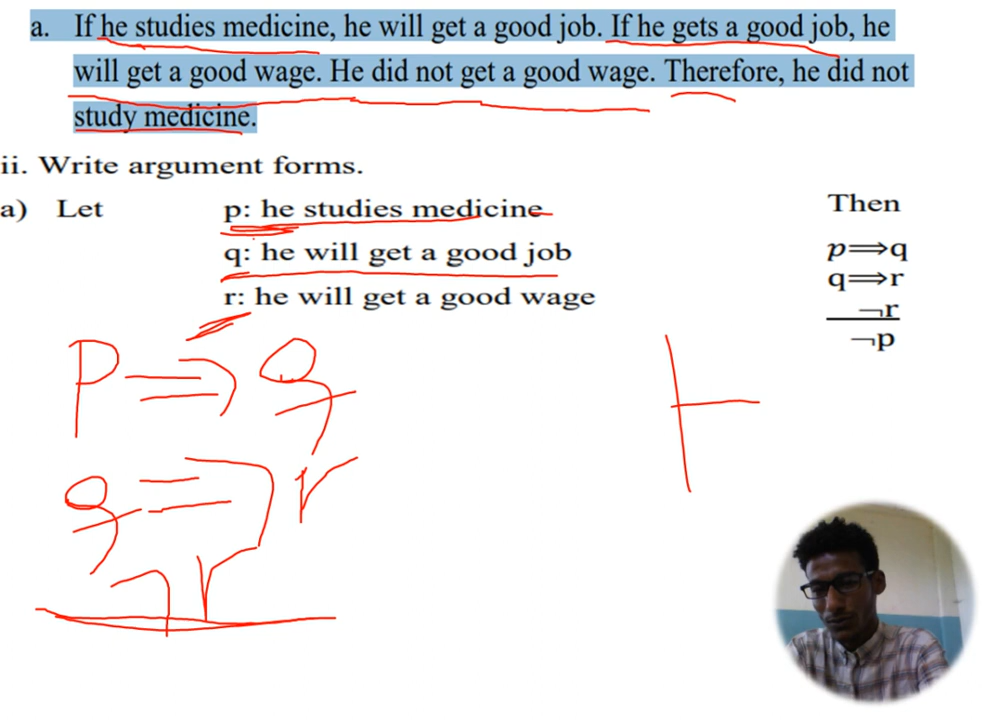 a. If he studies medicine, he will get a good job. If he gets a good job, he
will get a good wage. He did not get a good wage. Therefore, he did not
study medicine.
ii. Write argument forms.
a) Let p: he studies medicine Then
q: he will get a good job p⟹q
q⟹r
r: he will get a good wage ¬r
¬p
p ⟹ q
q ⟹ r
¬r
⊢